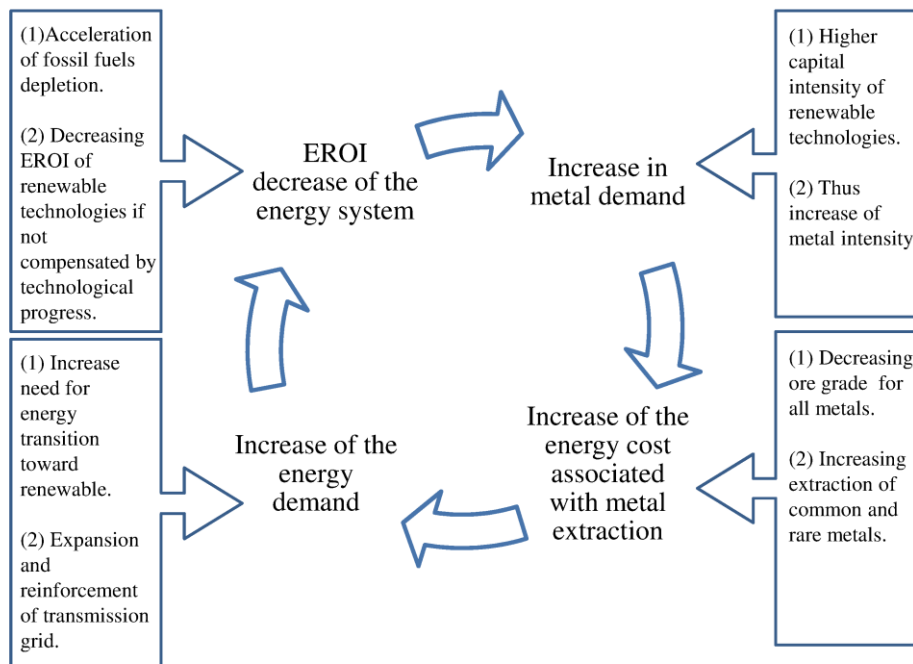 (1)Acceleration
of fossil fuels
depletion.
(2) Decreasing
EROI of
renewable
technologies if
not
compensated by
technological
progress.
EROI
decrease of the
energy system
Increase in
metal demand
(1) Higher
capital
intensity of
renewable
technologies.
(2) Thus
increase of
metal intensity
(1) Increase
need for
energy
transition
toward
renewable.
(2) Expansion
and
reinforcement
of transmission
grid.
Increase of the
energy
demand
Increase of the
energy cost
associated
with metal
extraction
(1) Decreasing
ore grade for
all metals.
(2) Increasing
extraction of
common and
rare metals.